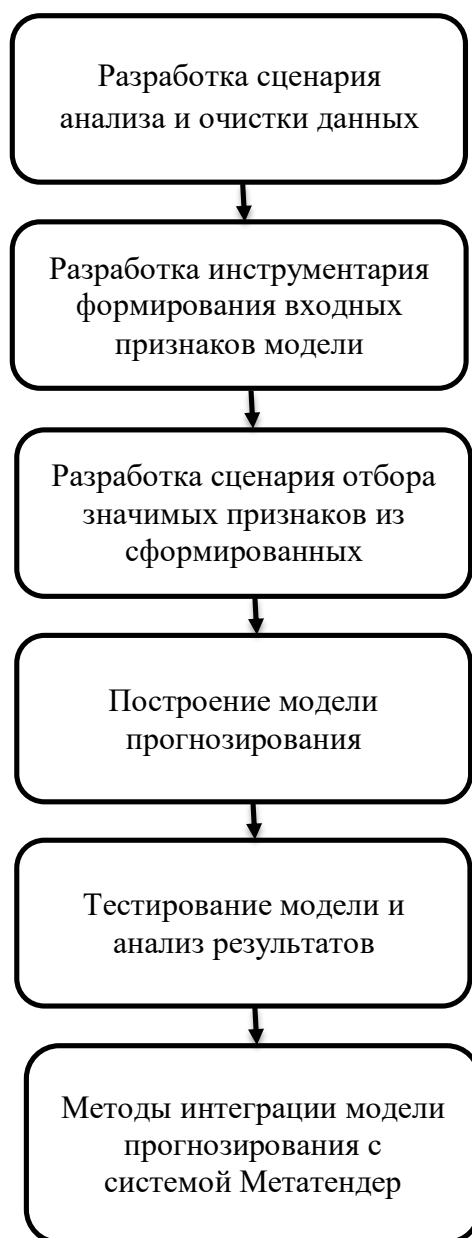 Разработка сценария
анализа и очистки данных
Разработка инструментария
формирования входных
признаков модели
Разработка сценария отбора
значимых признаков из
сформированных
Построение модели
прогнозирования
Тестирование модели и
анализ результатов
Методы интеграции модели
прогнозирования с
системой Метатендер